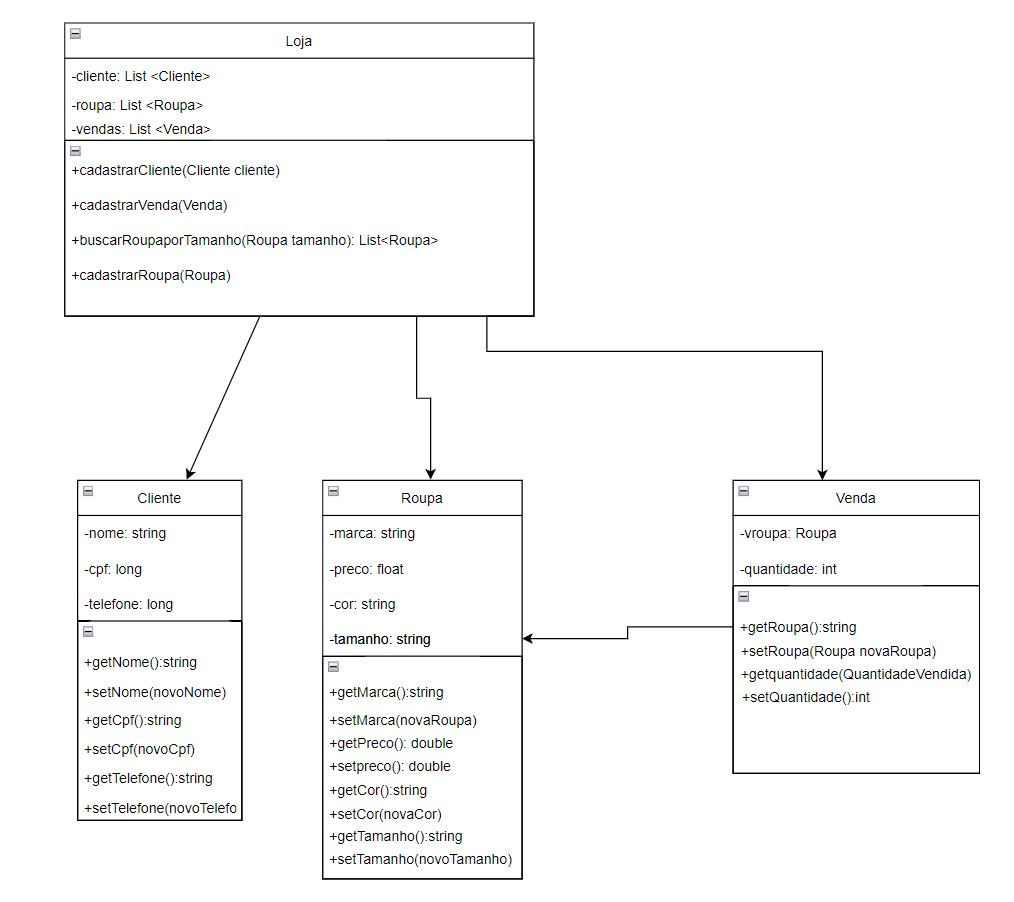 Loja
-cliente: List <Cliente>
-roupa: List <Roupa>
-vendas: List <Venda>
+cadastrarCliente(Cliente cliente)
+cadastrarVenda(Venda)
+buscarRoupaporTamanho(Roupa tamanho): List<Roupa>
+cadastrarRoupa(Roupa)
Cliente
-nome: string
-cpf: long
-telefone: long
+getNome():string
+setNome(novoNome)
+getCpf():string
+setCpf(novoCpf)
+getTelefone():string
+setTelefone(novoTelefo
Roupa
-marca: string
-preco: float
-cor: string
-tamanho: string
+getMarca():string
+setMarca(novaRoupa)
+getPreco(): double
+setpreco(): double
+getCor():string
+setCor(novaCor)
+getTamanho():string
+setTamanho(novoTamanho)
Venda
-vroupa: Roupa
-quantidade: int
+getRoupa():string
+setRoupa(Roupa novaRoupa)
+getquantidade(QuantidadeVendida)
+setQuantidade():int